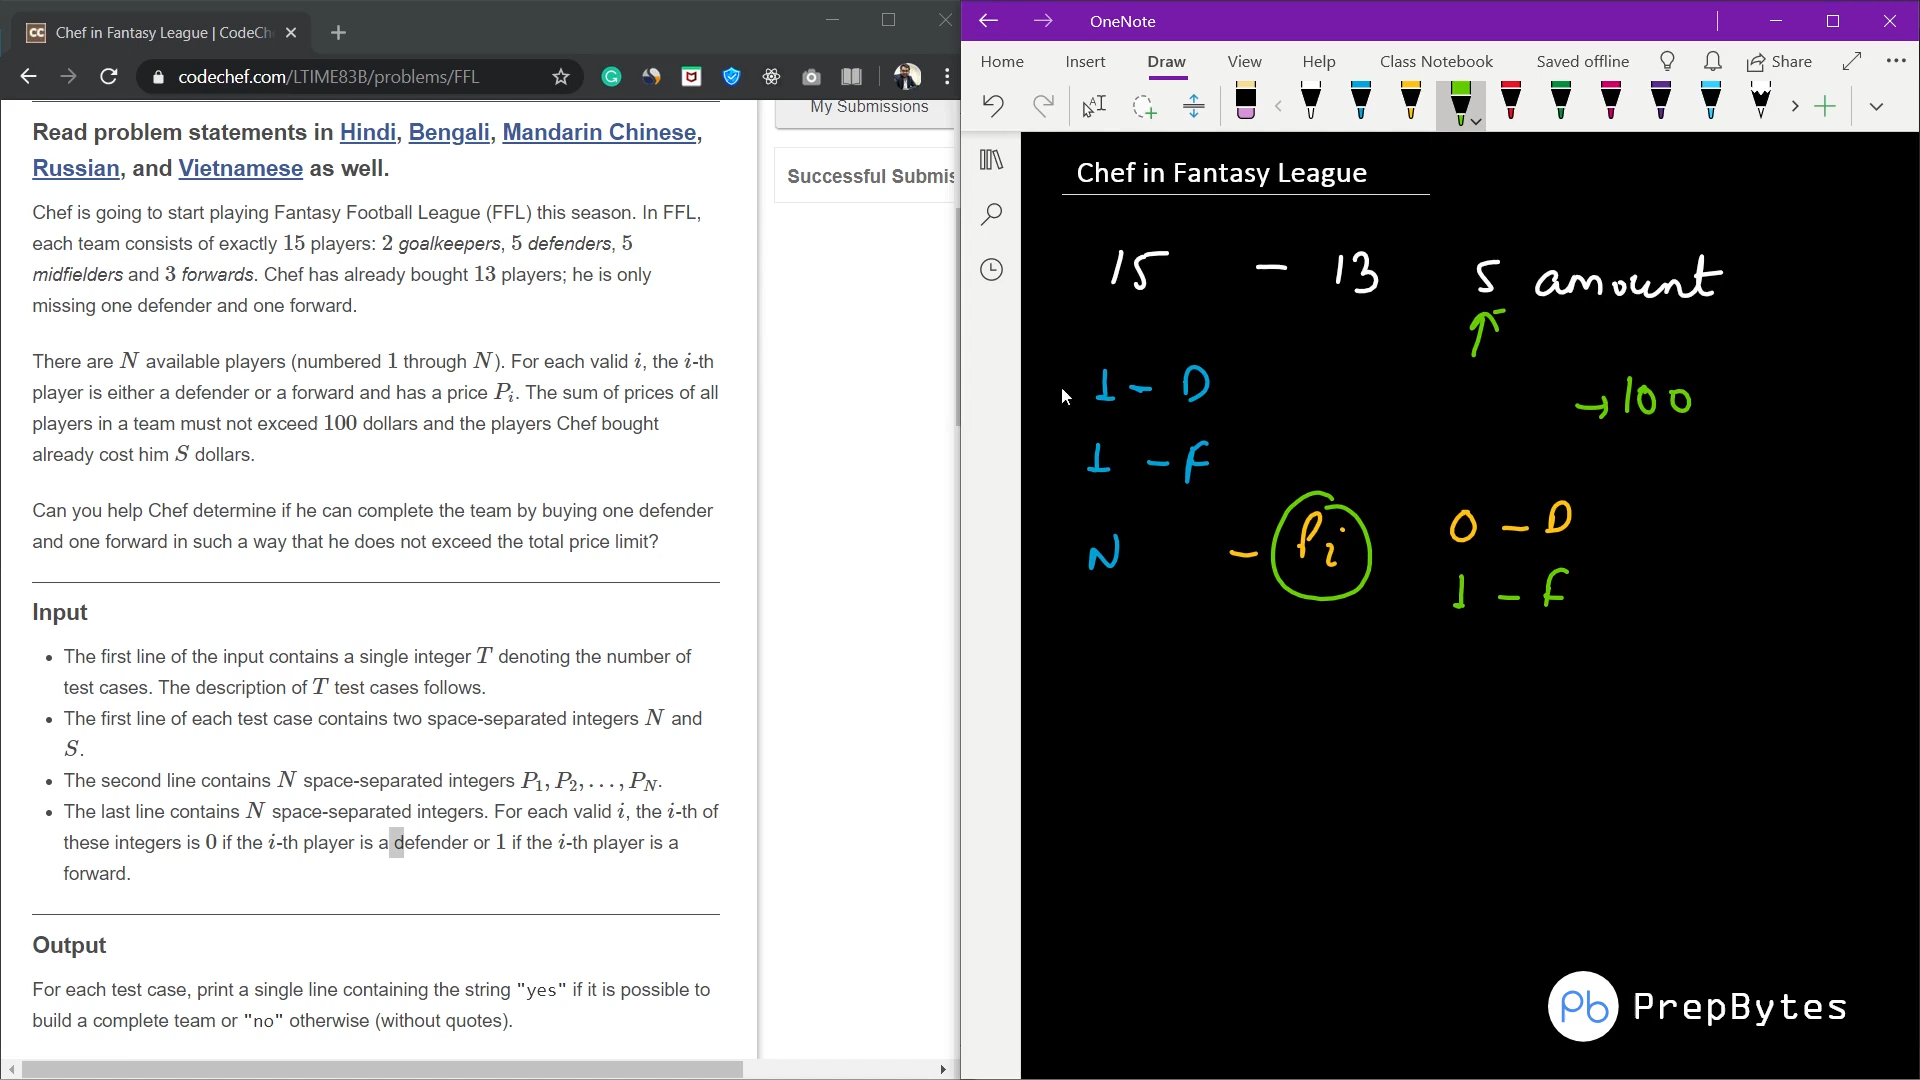 Chef in Fantasy League | CodeCh
codechef.com/LTIME83B/problems/FFL
My Submissions
Read problem statements in Hindi, Bengali, Mandarin Chinese,
Russian, and Vietnamese as well.
Successful Submis
Chef is going to start playing Fantasy Football League (FFL) this season. In FFL,
each team consists of exactly 15 players: 2 goalkeepers, 5 defenders, 5
midfielders and 3 forwards. Chef has already bought 13 players; he is only
missing one defender and one forward.
There are N available players (numbered 1 through N). For each valid i, the i-th
player is either a defender or a forward and has a price Pi. The sum of prices of all
players in a team must not exceed 100 dollars and the players Chef bought
already cost him S dollars.
Can you help Chef determine if he can complete the team by buying one defender
and one forward in such a way that he does not exceed the total price limit?
Input
The first line of the input contains a single integer T denoting the number of
test cases. The description of T test cases follows.
The first line of each test case contains two space-separated integers N and
S.
The second line contains N space-separated integers P1, P2, . . . , PN.
The last line contains N space-separated integers. For each valid i, the i-th of
these integers is 0 if the i-th player is a defender or 1 if the i-th player is a
forward.
Output
For each test case, print a single line containing the string "yes" if it is possible to
build a complete team or "no" otherwise (without quotes).
OneNote
Home Insert Draw View Help Class Notebook Saved offline Share
Chef in Fantasy League
15 - 13 S amount
1 - D
→ 100
1 - F
N - Pi 0 - D
1 - F
Pb PrepBytes